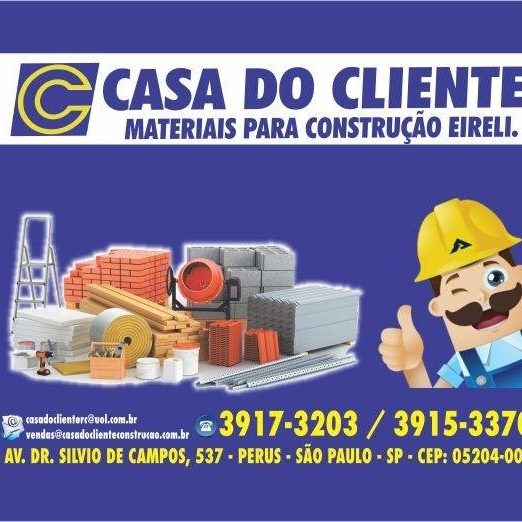 CASA DO CLIENTE
MATERIAIS PARA CONSTRUÇÃO EIRELI.
casadoclienterc@uol.com.br
vendas@casadoclienteconstrucao.com.br
3917-3203 / 3915-3370
AV. DR. SILVIO DE CAMPOS, 537 - PERUS - SÃO PAULO - SP - CEP: 05204-00